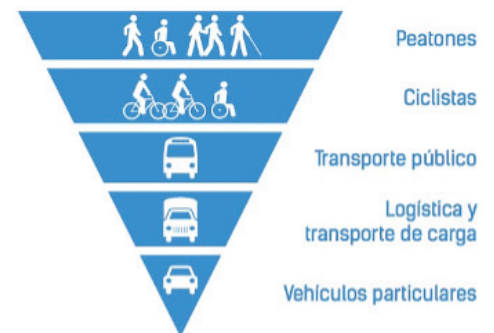 Peatones
Ciclistas
Transporte público
Logística y
transporte de carga
Vehículos particulares